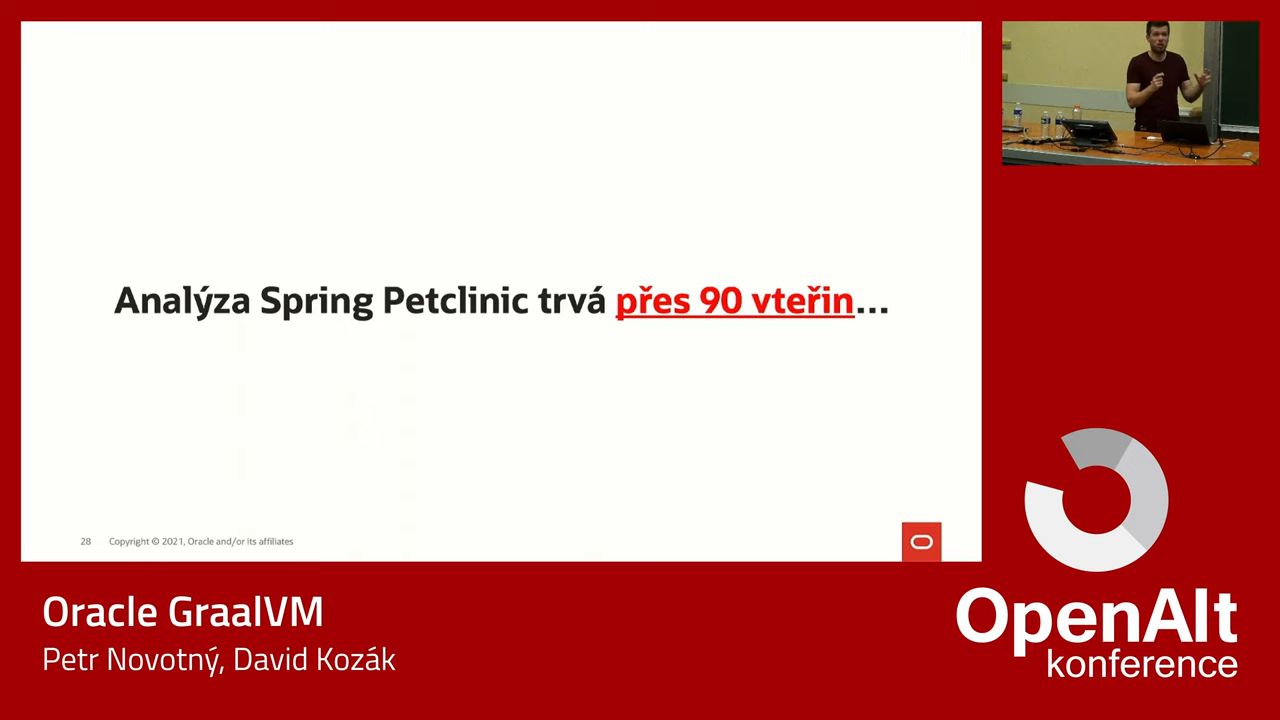 Analýza Spring Petclinic trvá přes 90 vteřin...
28 Copyright © 2021, Oracle and/or its affiliates
Oracle GraalVM
Petr Novotný, David Kozák
OpenAlt
konference